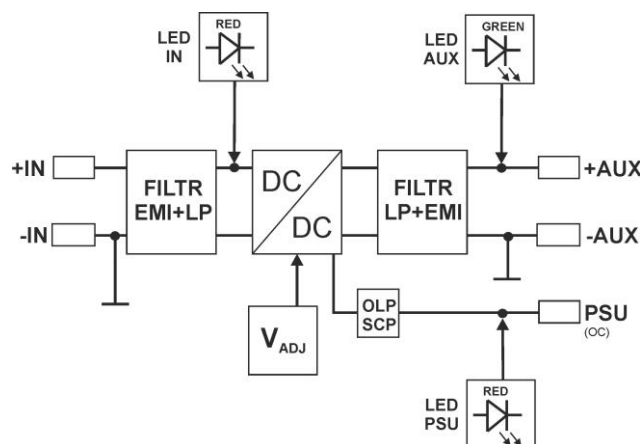 LED
IN
RED
LED
AUX
GREEN
+IN
FILTR
EMI+LP
DC
DC
FILTR
LP+EMI
+AUX
-IN
-AUX
V ADJ
OLP
SCP
PSU
(OC)
LED
PSU
RED